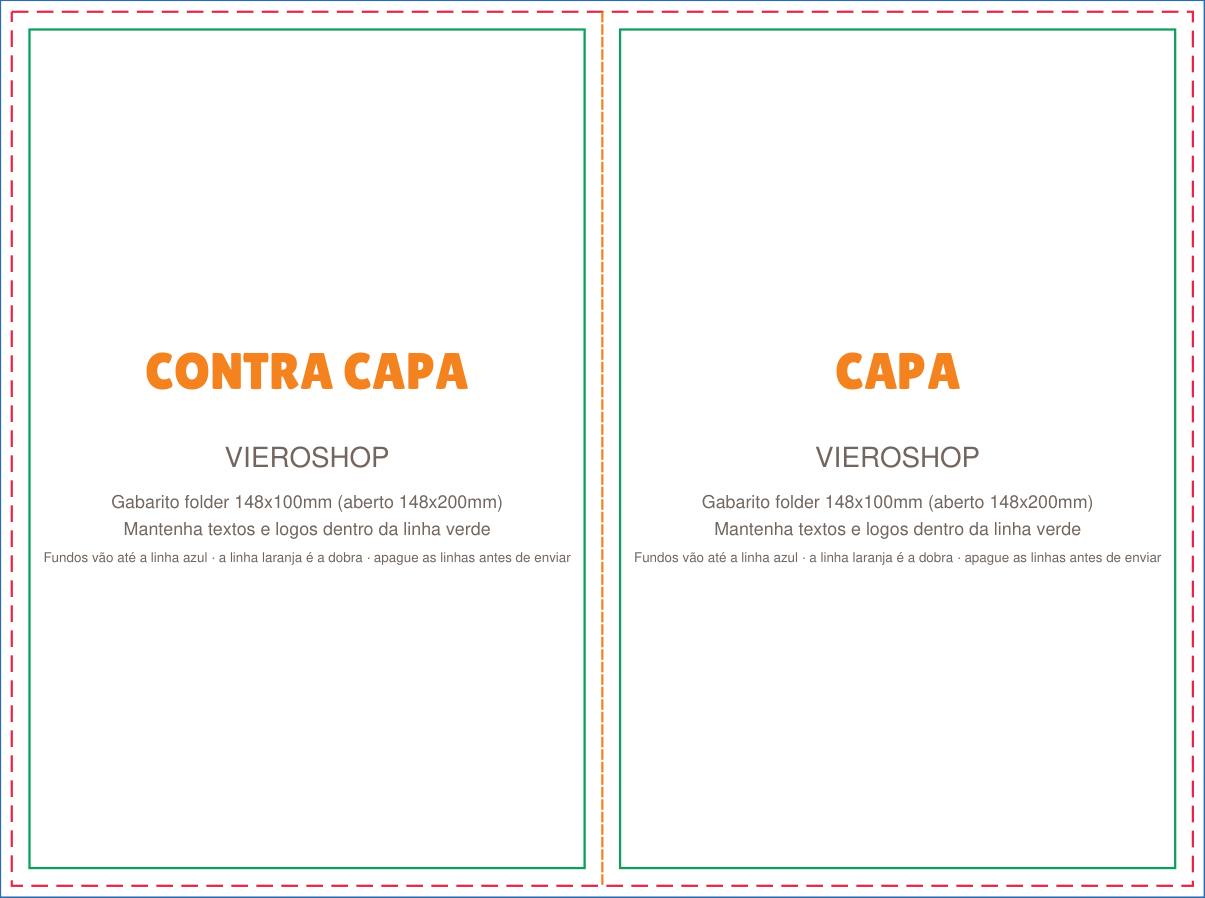 CONTRA CAPA
VIEROSHOP
Gabarito folder 148x100mm (aberto 148x200mm)
Mantenha textos e logos dentro da linha verde
Fundos vão até a linha azul · a linha laranja é a dobra · apague as linhas antes de enviar
CAPA
VIEROSHOP
Gabarito folder 148x100mm (aberto 148x200mm)
Mantenha textos e logos dentro da linha verde
Fundos vão até a linha azul · a linha laranja é a dobra · apague as linhas antes de enviar